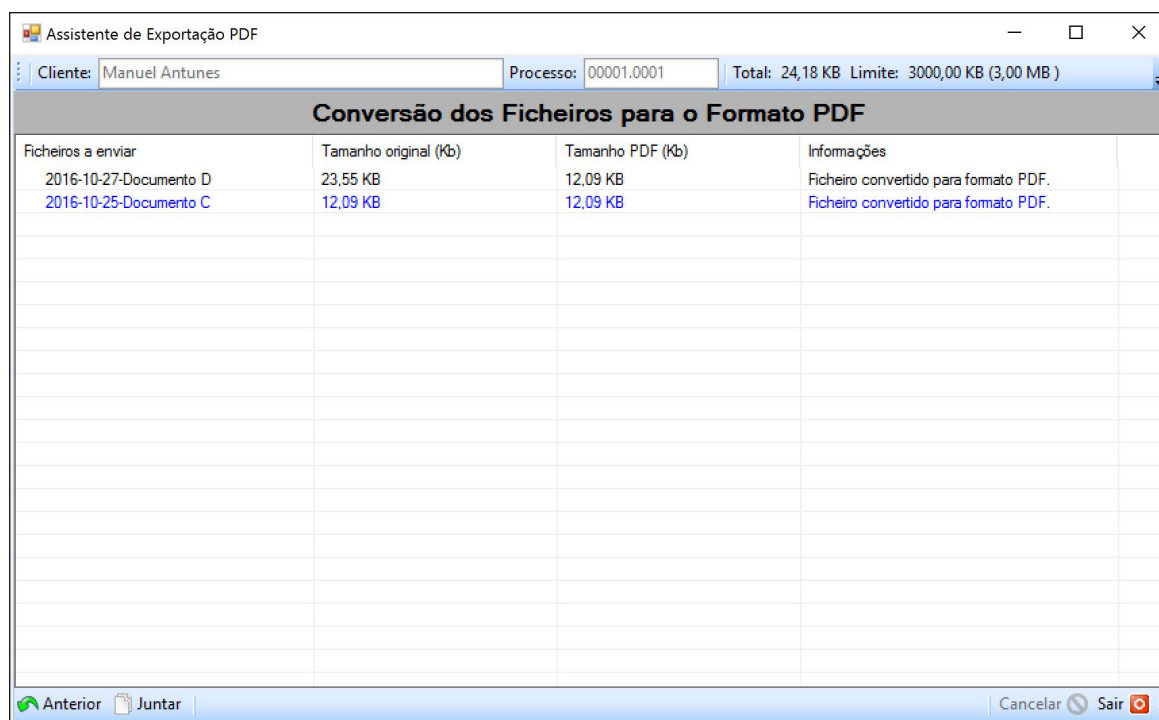 Assistente de Exportação PDF
Cliente: Manuel Antunes Processo: 00001.0001 Total: 24,18 KB Limite: 3000,00 KB (3,00 MB )
Conversão dos Ficheiros para o Formato PDF
Ficheiros a enviar Tamanho original (Kb) Tamanho PDF (Kb) Informações
2016-10-27-Documento D 23,55 KB 12,09 KB Ficheiro convertido para formato PDF.
2016-10-25-Documento C 12,09 KB 12,09 KB Ficheiro convertido para formato PDF.
Anterior Juntar Cancelar Sair